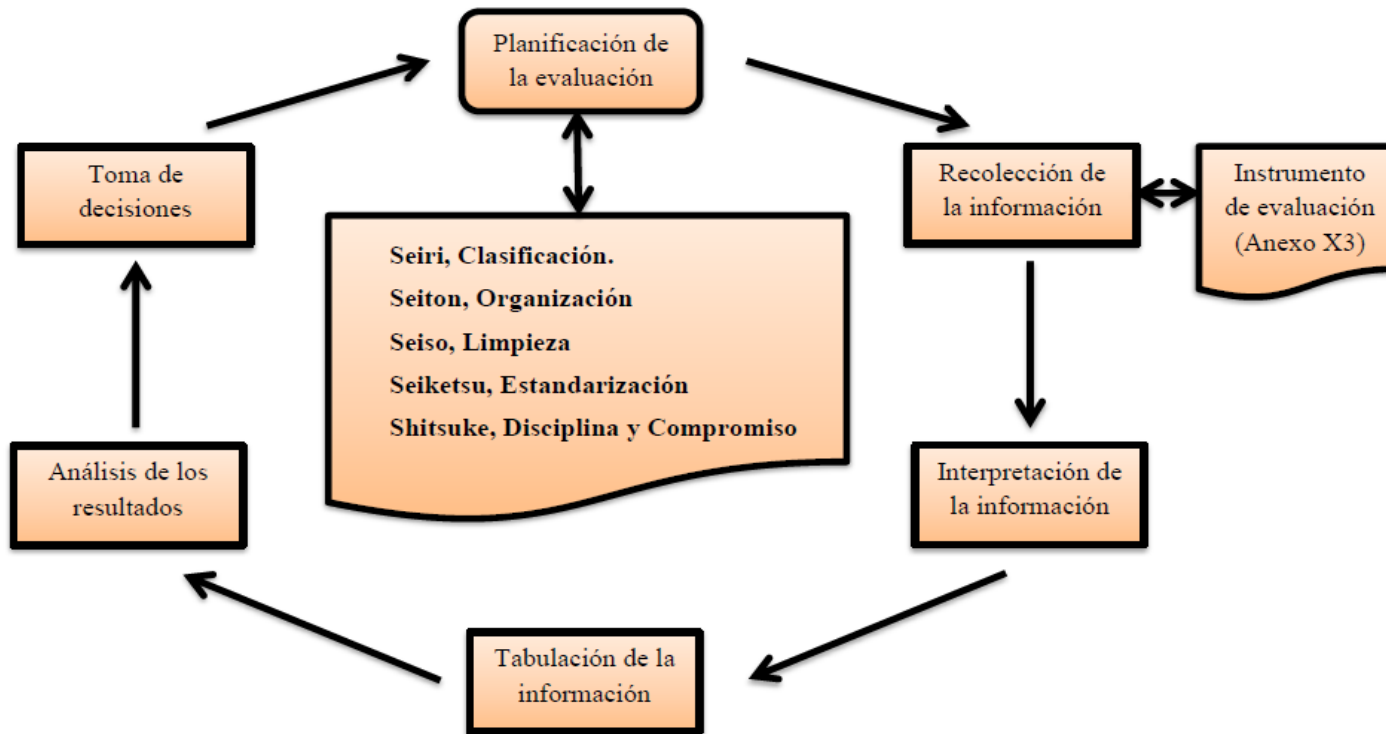 Planificación de
la evaluación
Toma de
decisiones
Recolección de
la información
Instrumento
de evaluación
(Anexo X3)
Seiri, Clasificación.
Seiton, Organización
Seiso, Limpieza
Seiketsu, Estandarización
Shitsuke, Disciplina y Compromiso
Análisis de los
resultados
Interpretación de
la información
Tabulación de la
información